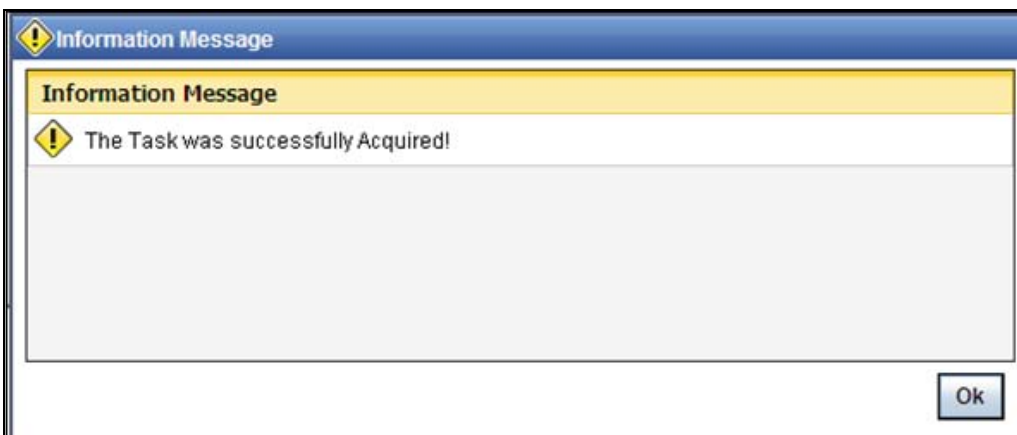 Information Message
Information Message
The Task was successfully Acquired!
Ok